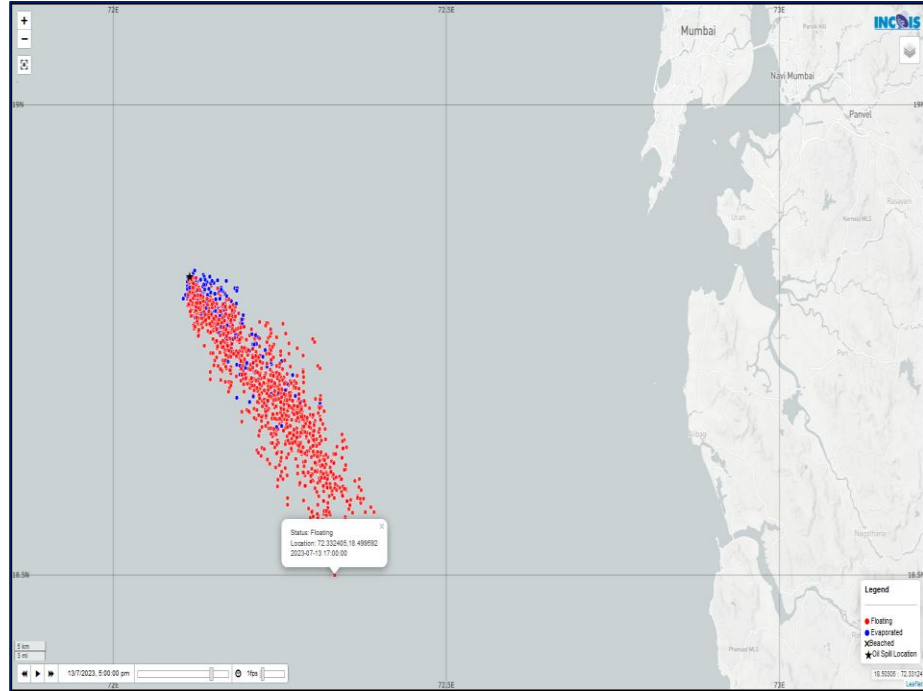 72E
72.5E
73E
+
−
INCOIS
Mumbai
Navi Mumbai
19N
19N
Panvel
Uran
Rasayani
Pen
Alibag
Nagothana
Status: Floating
Location: 72.332405,18.499592
2023-07-13 17:00:00
18.5N
18.5N
Legend
Floating
Evaporated
Beached
Oil Spill Location
5 km
3 mi
13/7/2023, 5:00:00 pm
1fps
72E
72.5E
73E